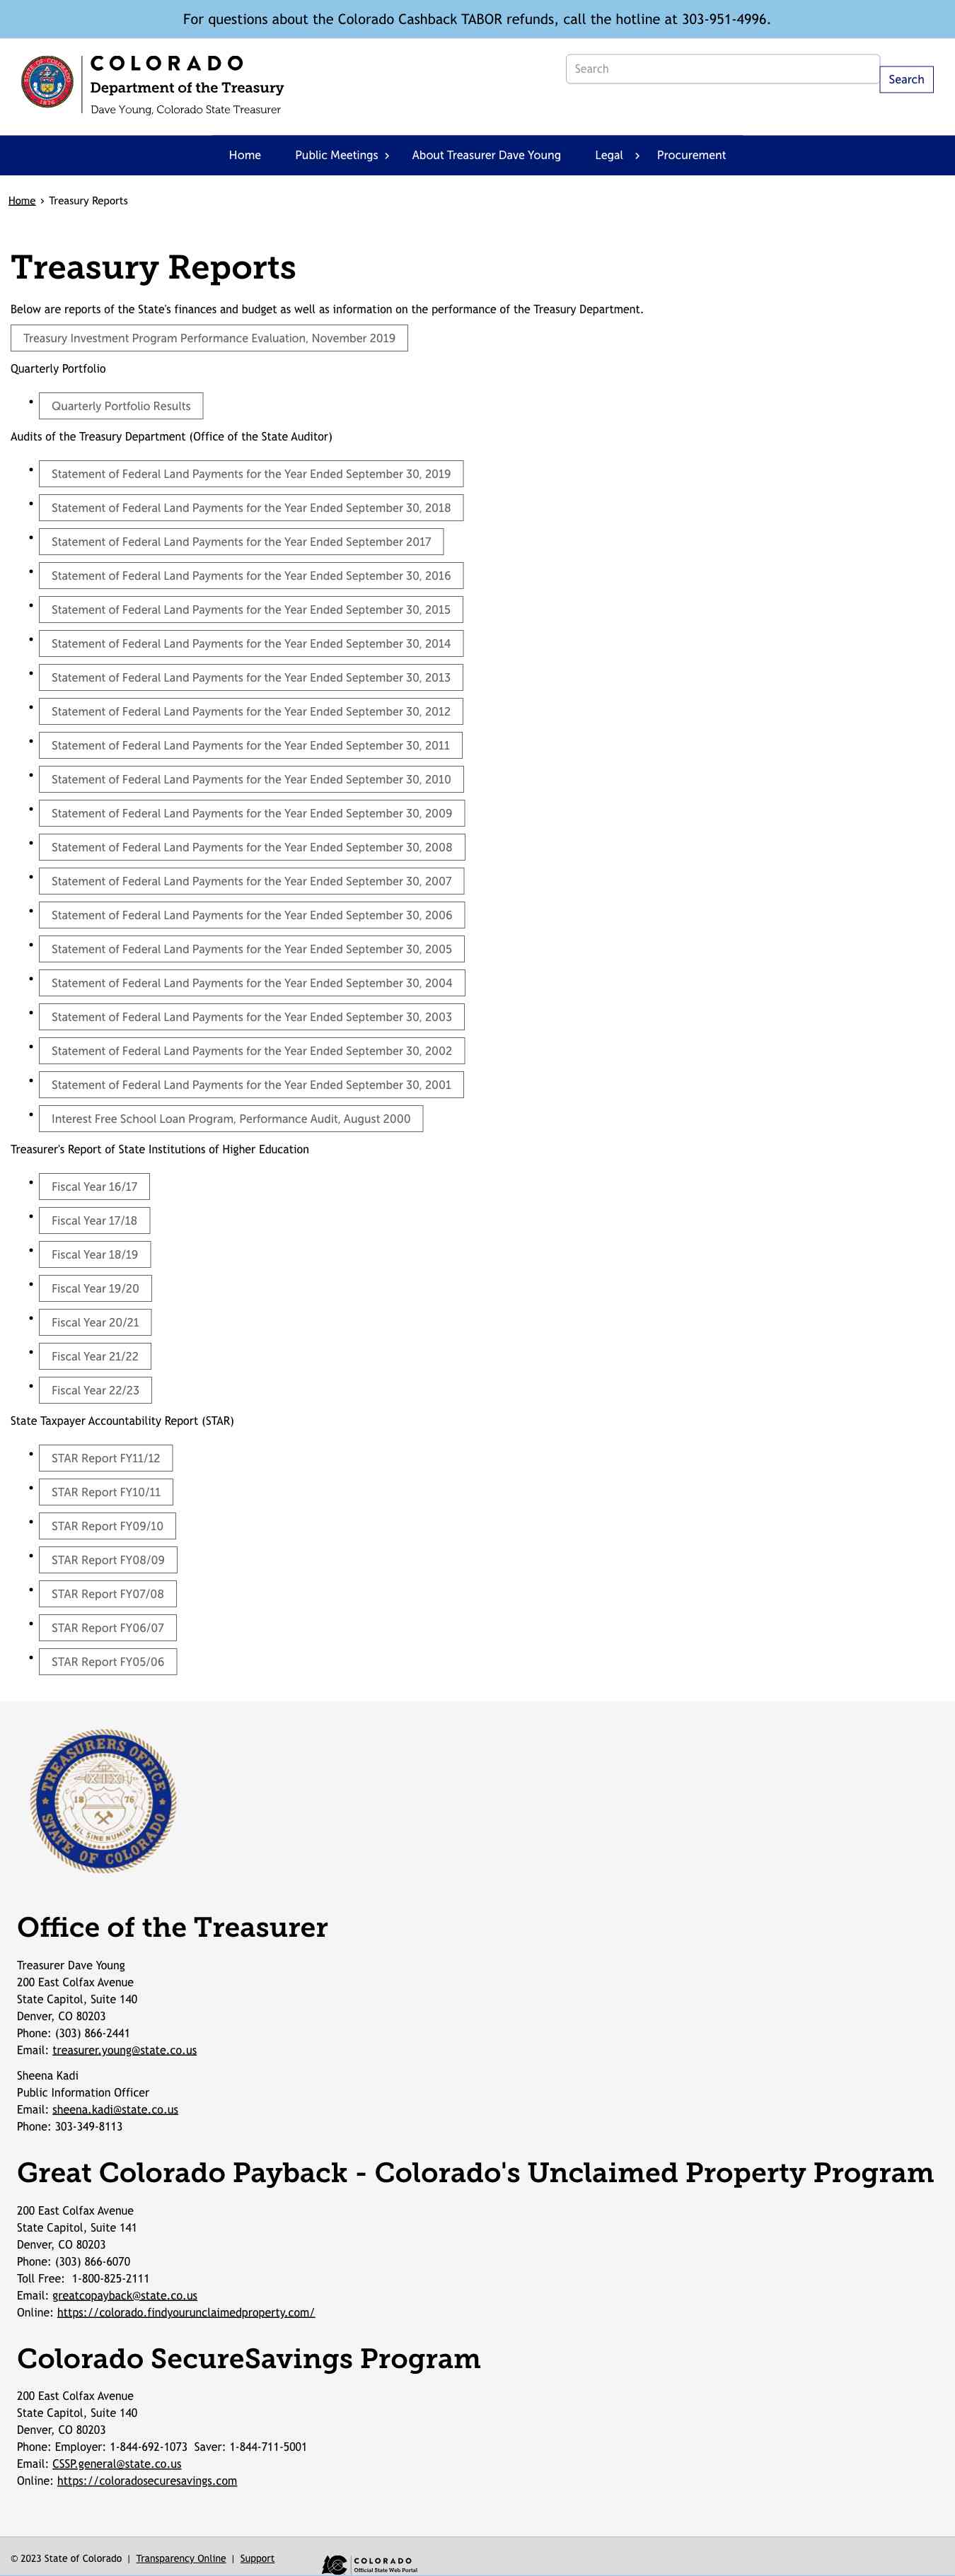 For questions about the Colorado Cashback TABOR refunds, call the hotline at 303-951-4996.
COLORADO
Department of the Treasury
Dave Young, Colorado State Treasurer
Search
Search
Home Public Meetings About Treasurer Dave Young Legal Procurement
Home › Treasury Reports
Treasury Reports
Below are reports of the State's finances and budget as well as information on the performance of the Treasury Department.
Treasury Investment Program Performance Evaluation, November 2019
Quarterly Portfolio
• Quarterly Portfolio Results
Audits of the Treasury Department (Office of the State Auditor)
• Statement of Federal Land Payments for the Year Ended September 30, 2019
• Statement of Federal Land Payments for the Year Ended September 30, 2018
• Statement of Federal Land Payments for the Year Ended September 2017
• Statement of Federal Land Payments for the Year Ended September 30, 2016
• Statement of Federal Land Payments for the Year Ended September 30, 2015
• Statement of Federal Land Payments for the Year Ended September 30, 2014
• Statement of Federal Land Payments for the Year Ended September 30, 2013
• Statement of Federal Land Payments for the Year Ended September 30, 2012
• Statement of Federal Land Payments for the Year Ended September 30, 2011
• Statement of Federal Land Payments for the Year Ended September 30, 2010
• Statement of Federal Land Payments for the Year Ended September 30, 2009
• Statement of Federal Land Payments for the Year Ended September 30, 2008
• Statement of Federal Land Payments for the Year Ended September 30, 2007
• Statement of Federal Land Payments for the Year Ended September 30, 2006
• Statement of Federal Land Payments for the Year Ended September 30, 2005
• Statement of Federal Land Payments for the Year Ended September 30, 2004
• Statement of Federal Land Payments for the Year Ended September 30, 2003
• Statement of Federal Land Payments for the Year Ended September 30, 2002
• Statement of Federal Land Payments for the Year Ended September 30, 2001
• Interest Free School Loan Program, Performance Audit, August 2000
Treasurer's Report of State Institutions of Higher Education
• Fiscal Year 16/17
• Fiscal Year 17/18
• Fiscal Year 18/19
• Fiscal Year 19/20
• Fiscal Year 20/21
• Fiscal Year 21/22
• Fiscal Year 22/23
State Taxpayer Accountability Report (STAR)
• STAR Report FY11/12
• STAR Report FY10/11
• STAR Report FY09/10
• STAR Report FY08/09
• STAR Report FY07/08
• STAR Report FY06/07
• STAR Report FY05/06
TREASURERS OFFICE
18 76
NIL SINE NUMINE
STATE OF COLORADO
Office of the Treasurer
Treasurer Dave Young
200 East Colfax Avenue
State Capitol, Suite 140
Denver, CO 80203
Phone: (303) 866-2441
Email: treasurer.young@state.co.us
Sheena Kadi
Public Information Officer
Email: sheena.kadi@state.co.us
Phone: 303-349-8113
Great Colorado Payback - Colorado's Unclaimed Property Program
200 East Colfax Avenue
State Capitol, Suite 141
Denver, CO 80203
Phone: (303) 866-6070
Toll Free: 1-800-825-2111
Email: greatcopayback@state.co.us
Online: https://colorado.findyourunclaimedproperty.com/
Colorado SecureSavings Program
200 East Colfax Avenue
State Capitol, Suite 140
Denver, CO 80203
Phone: Employer: 1-844-692-1073 Saver: 1-844-711-5001
Email: CSSP.general@state.co.us
Online: https://coloradosecuresavings.com
© 2023 State of Colorado | Transparency Online | Support
COLORADO
Official State Web Portal